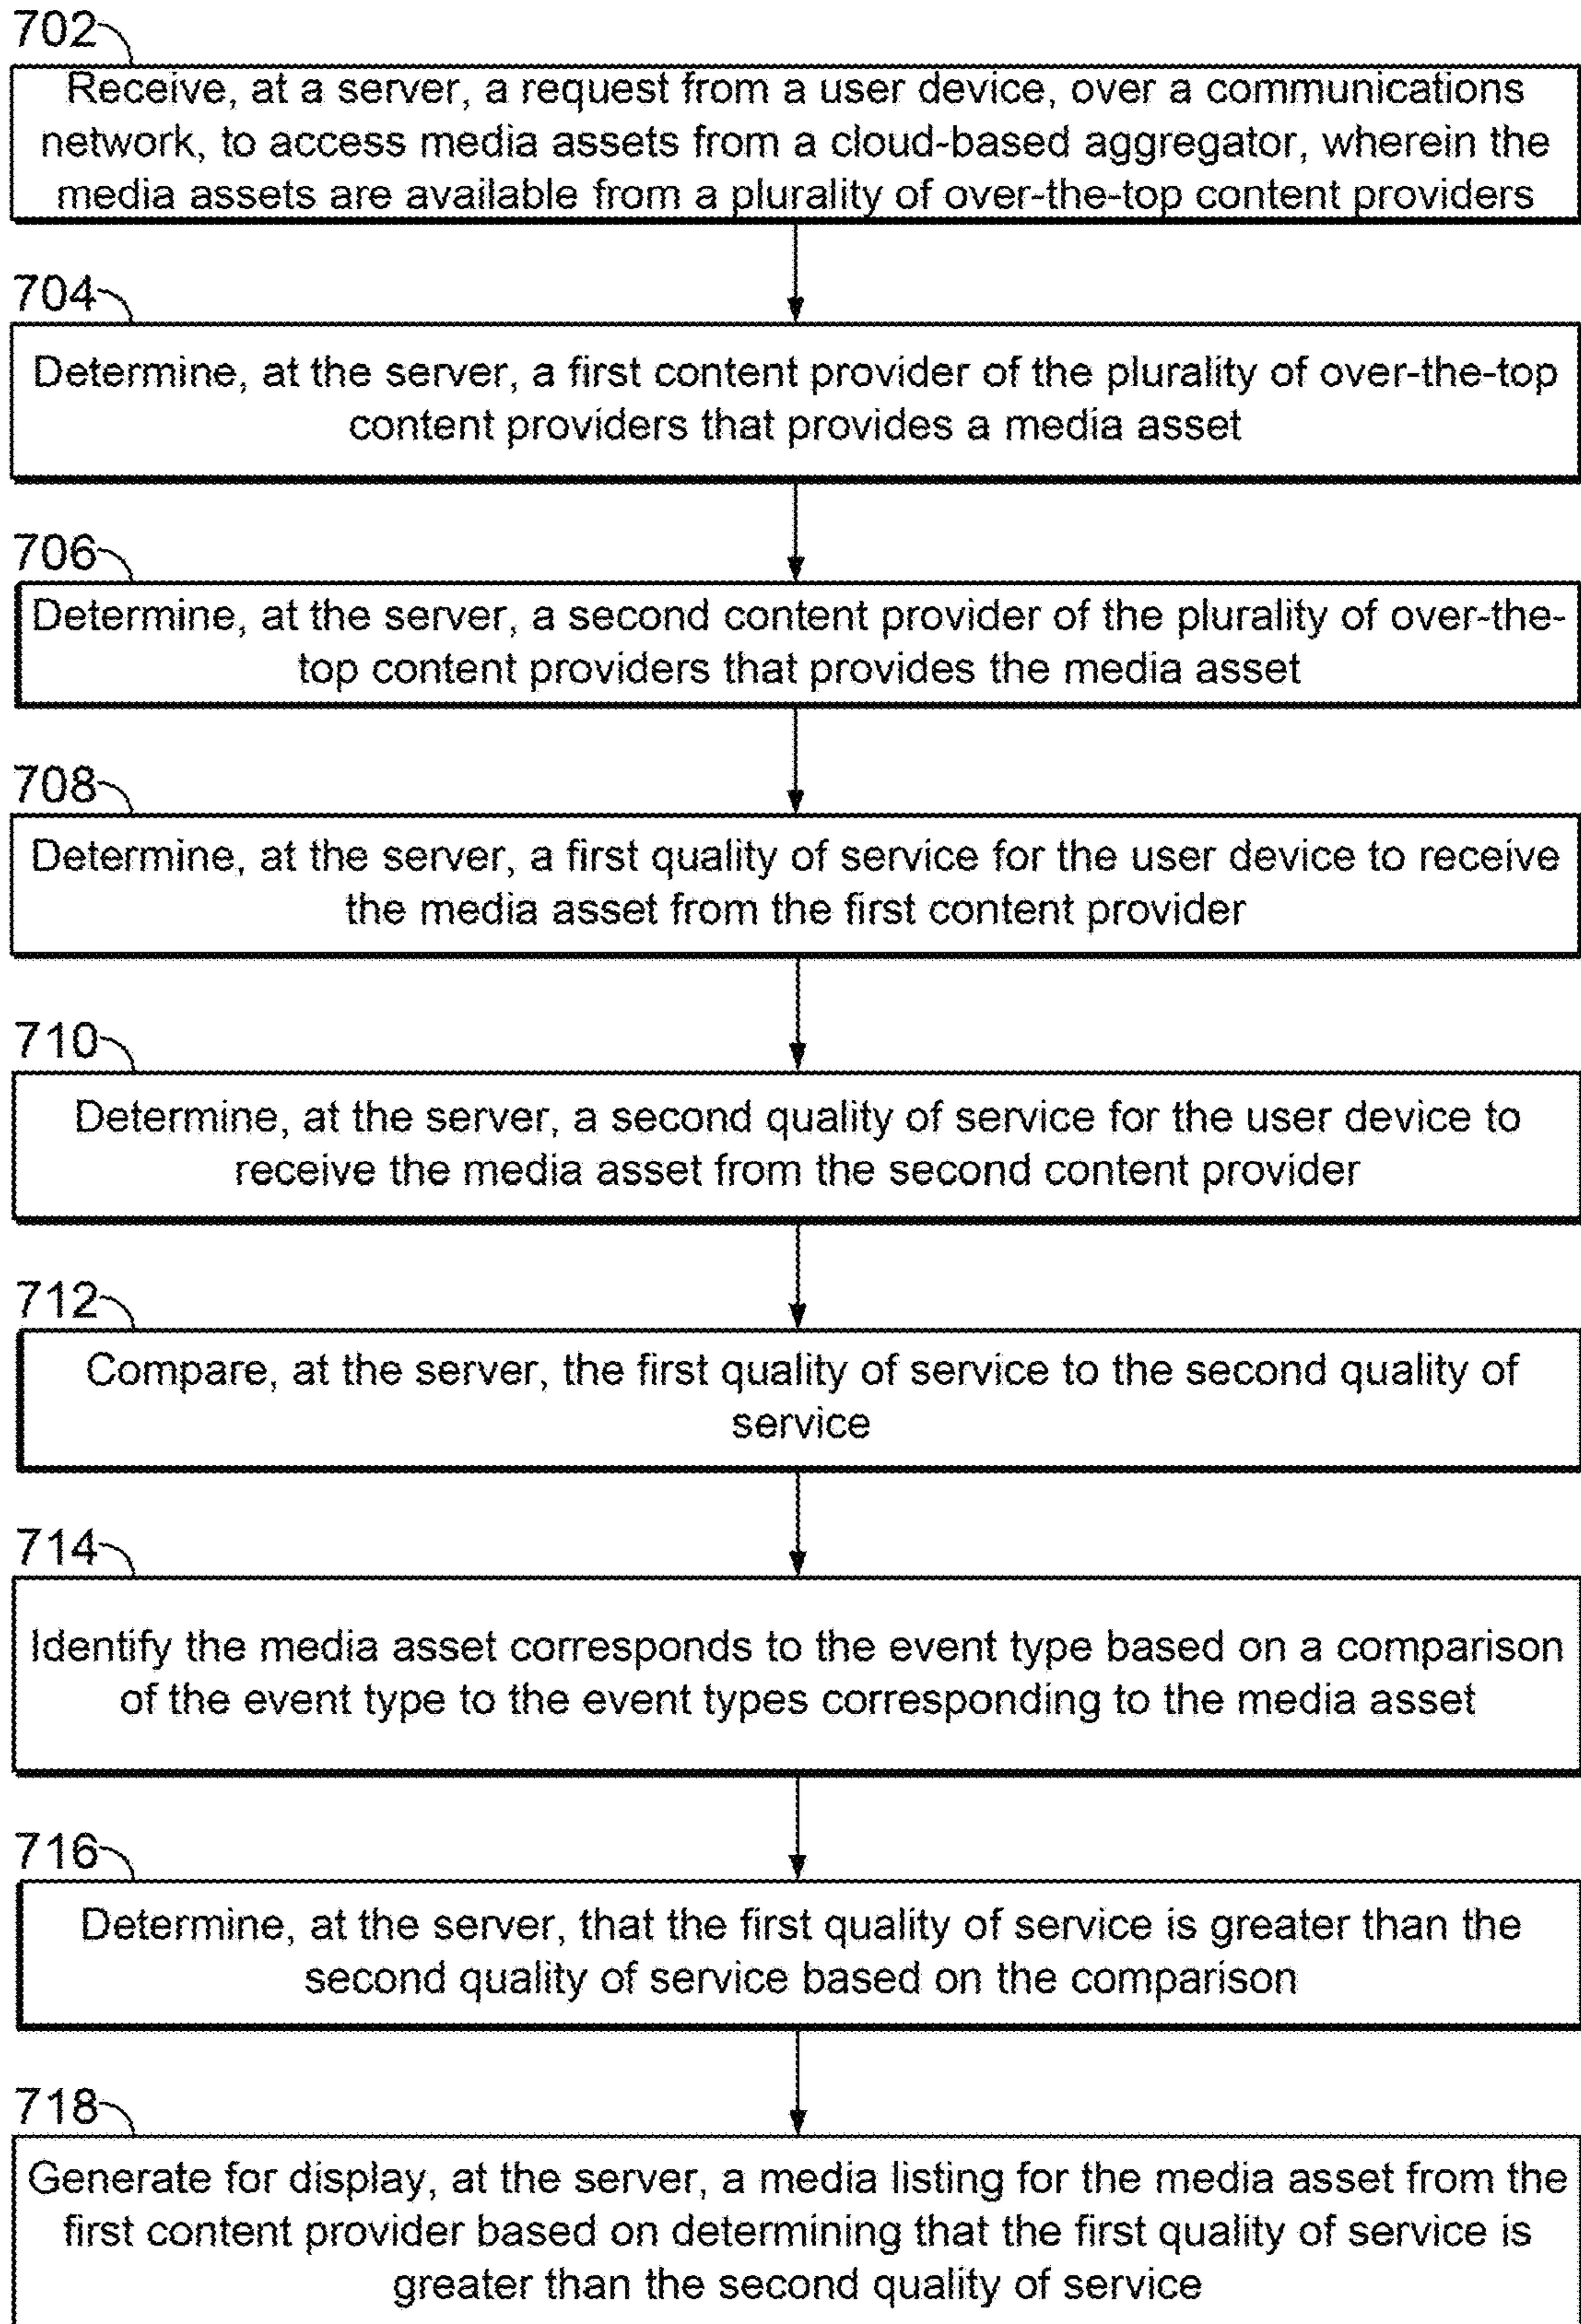 702
Receive, at a server, a request from a user device, over a communications
network, to access media assets from a cloud-based aggregator, wherein the
media assets are available from a plurality of over-the-top content providers
704
Determine, at the server, a first content provider of the plurality of over-the-top
content providers that provides a media asset
706
Determine, at the server, a second content provider of the plurality of over-the-
top content providers that provides the media asset
708
Determine, at the server, a first quality of service for the user device to receive
the media asset from the first content provider
710
Determine, at the server, a second quality of service for the user device to
receive the media asset from the second content provider
712
Compare, at the server, the first quality of service to the second quality of
service
714
Identify the media asset corresponds to the event type based on a comparison
of the event type to the event types corresponding to the media asset
716
Determine, at the server, that the first quality of service is greater than the
second quality of service based on the comparison
718
Generate for display, at the server, a media listing for the media asset from the
first content provider based on determining that the first quality of service is
greater than the second quality of service